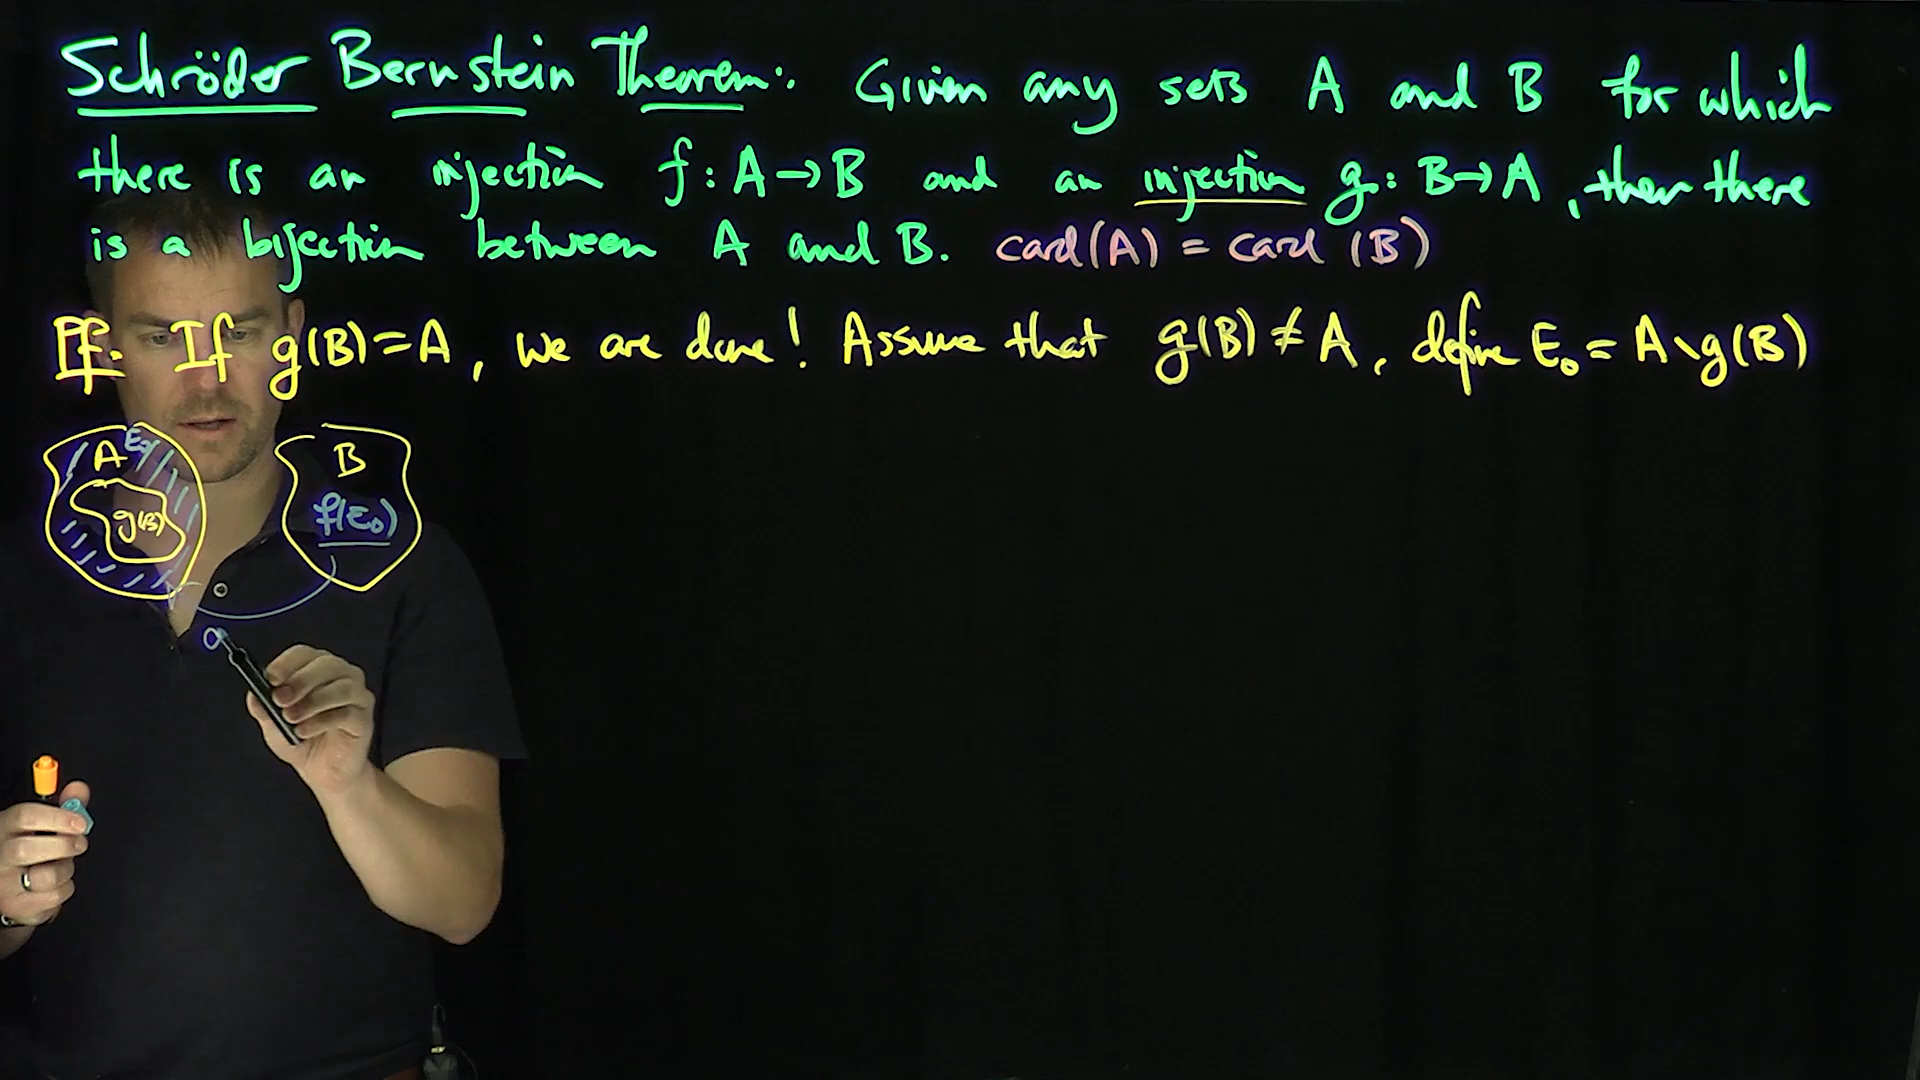 Schröder Bernstein Theorem: Given any sets A and B for which
there is an injection f: A→B and an injection g: B→A, then there
is a bijection between A and B. card(A) = card (B)
Pf. If g(B)=A, we are done! Assume that g(B) ≠ A, define E₀ = A∖g(B)
A E₀ B
g(B) f(E₀)